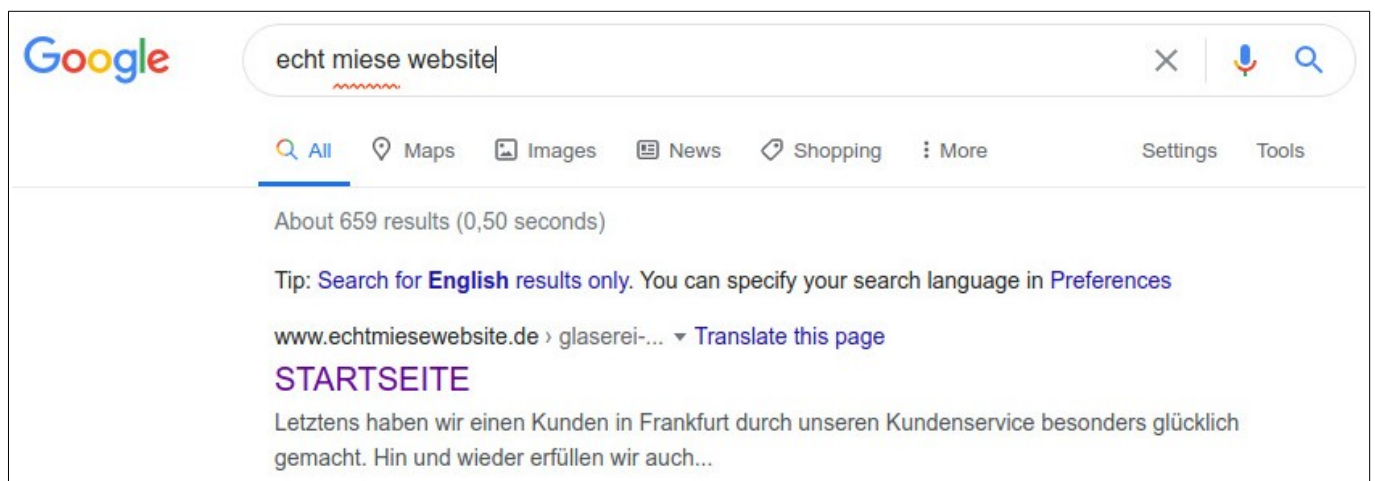 Google
echt miese website
All Maps Images News Shopping More Settings Tools
About 659 results (0,50 seconds)
Tip: Search for English results only. You can specify your search language in Preferences
www.echtmiesewebsite.de › glaserei-... Translate this page
STARTSEITE
Letztens haben wir einen Kunden in Frankfurt durch unseren Kundenservice besonders glücklich
gemacht. Hin und wieder erfüllen wir auch...